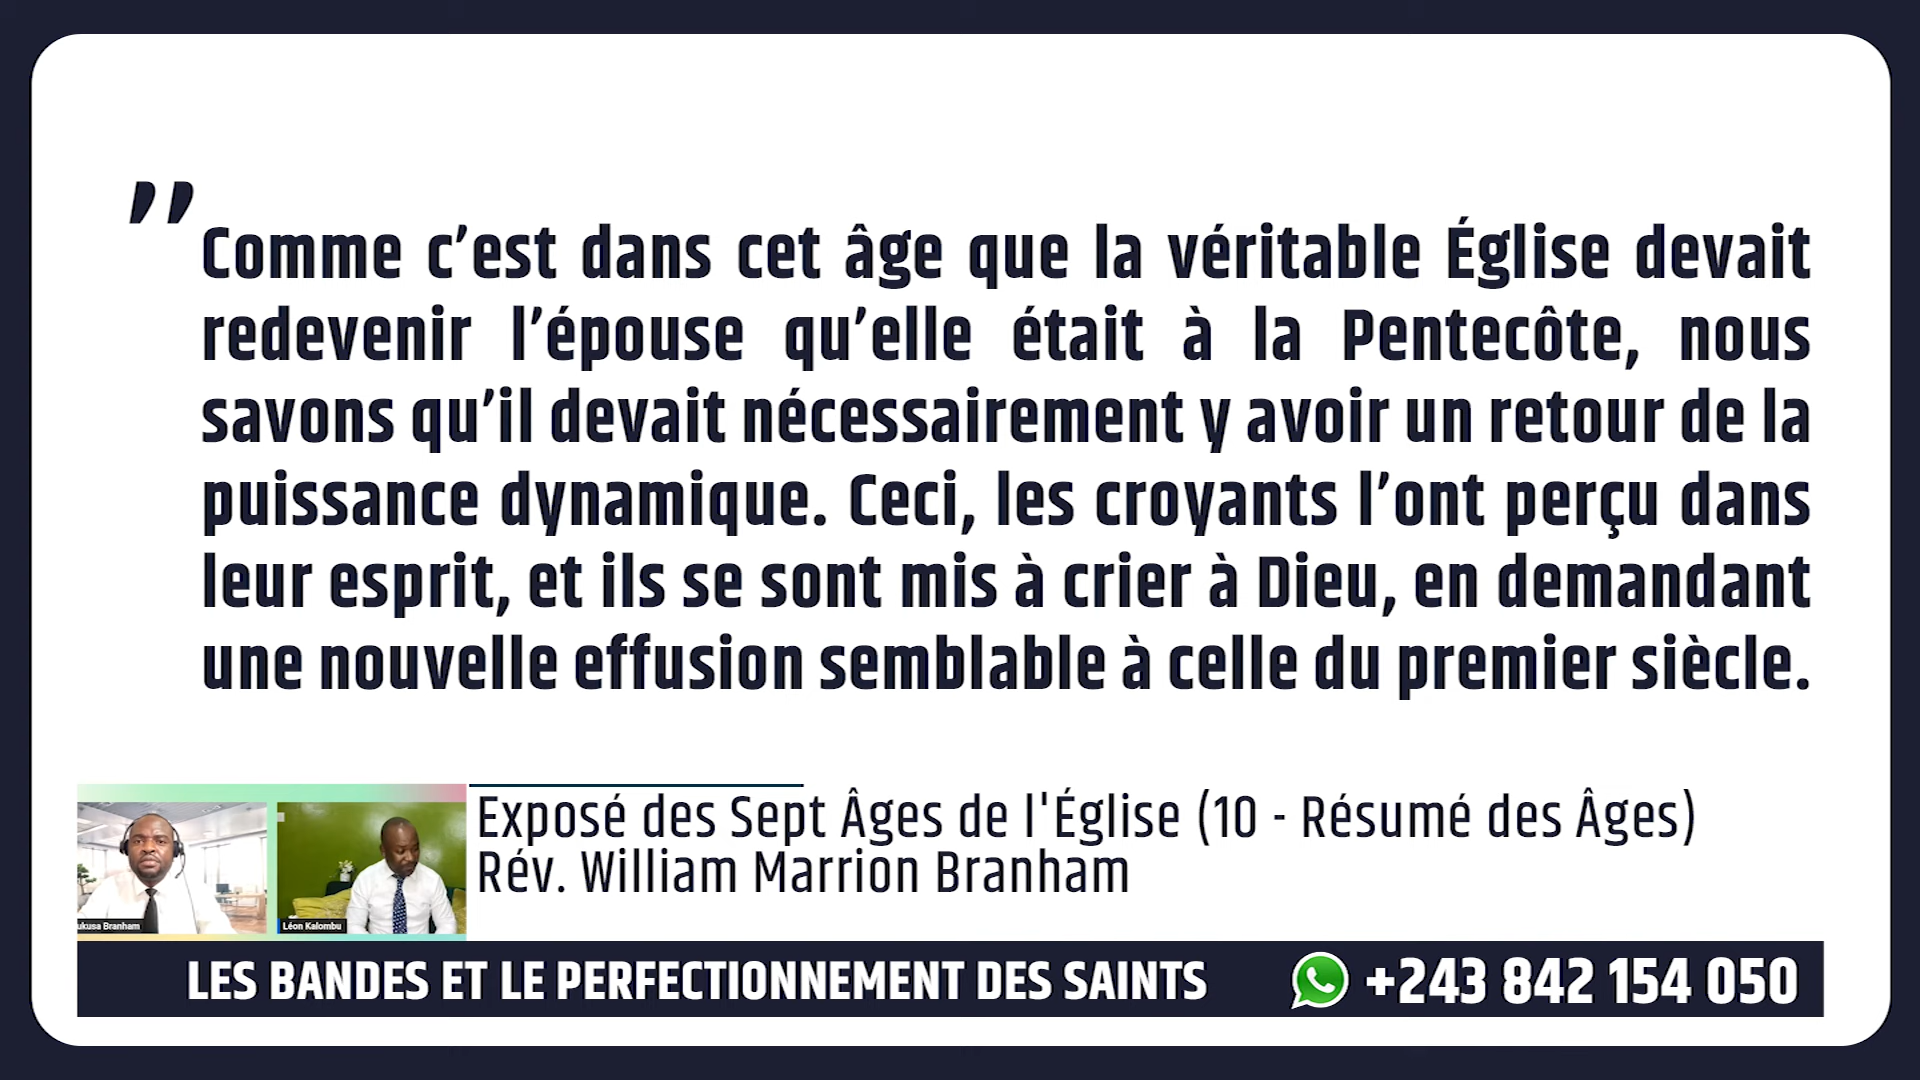 ”
Comme c’est dans cet âge que la véritable Église devait
redevenir l’épouse qu’elle était à la Pentecôte, nous
savons qu’il devait nécessairement y avoir un retour de la
puissance dynamique. Ceci, les croyants l’ont perçu dans
leur esprit, et ils se sont mis à crier à Dieu, en demandant
une nouvelle effusion semblable à celle du premier siècle.
Exposé des Sept Âges de l'Église (10 - Résumé des Âges)
Rév. William Marrion Branham
ukusa Branham
Léon Kalombu
LES BANDES ET LE PERFECTIONNEMENT DES SAINTS
+243 842 154 050